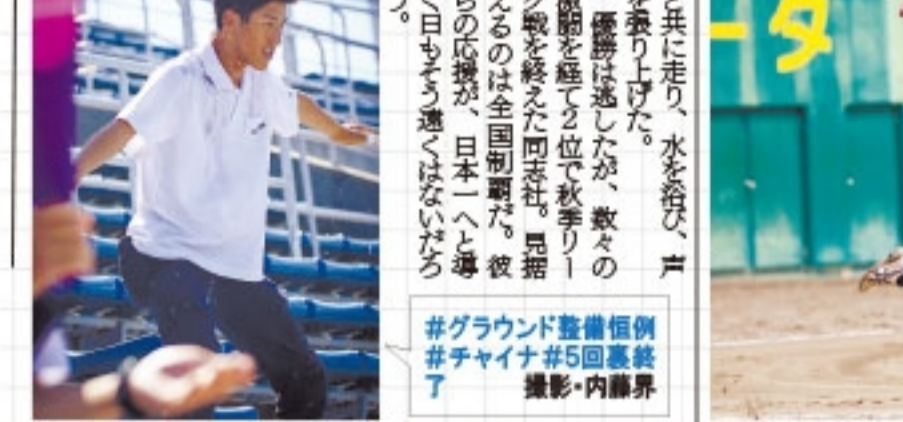 と共に走り、水を浴び、声
を張り上げた。
優勝は逃したが、数々の
激闘を経て2位で秋季リー
グ戦を終えた同志社。見据
えるのは全国制覇だ。彼
らの応援が、日本一へと導
く日もそう遠くはないだろ
う。
#グラウンド整備恒例
#チャイナ#5回裏終
了 撮影・内藤界
ータ